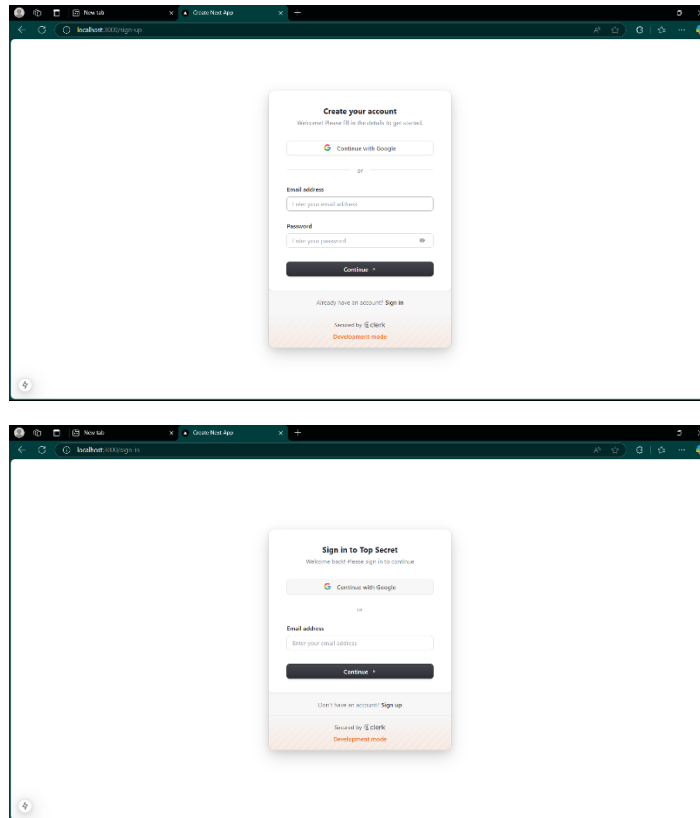 New tab
Create Next App
localhost:3000/sign-up
Create your account
Welcome! Please fill in the details to get started.
Continue with Google
or
Email address
Enter your email address
Password
Enter your password
Continue
Already have an account? Sign in
Secured by clerk
Development mode
New tab
Create Next App
localhost:3000/sign-in
Sign in to Top Secret
Welcome back! Please sign in to continue
Continue with Google
or
Email address
Enter your email address
Continue
Don't have an account? Sign up
Secured by clerk
Development mode